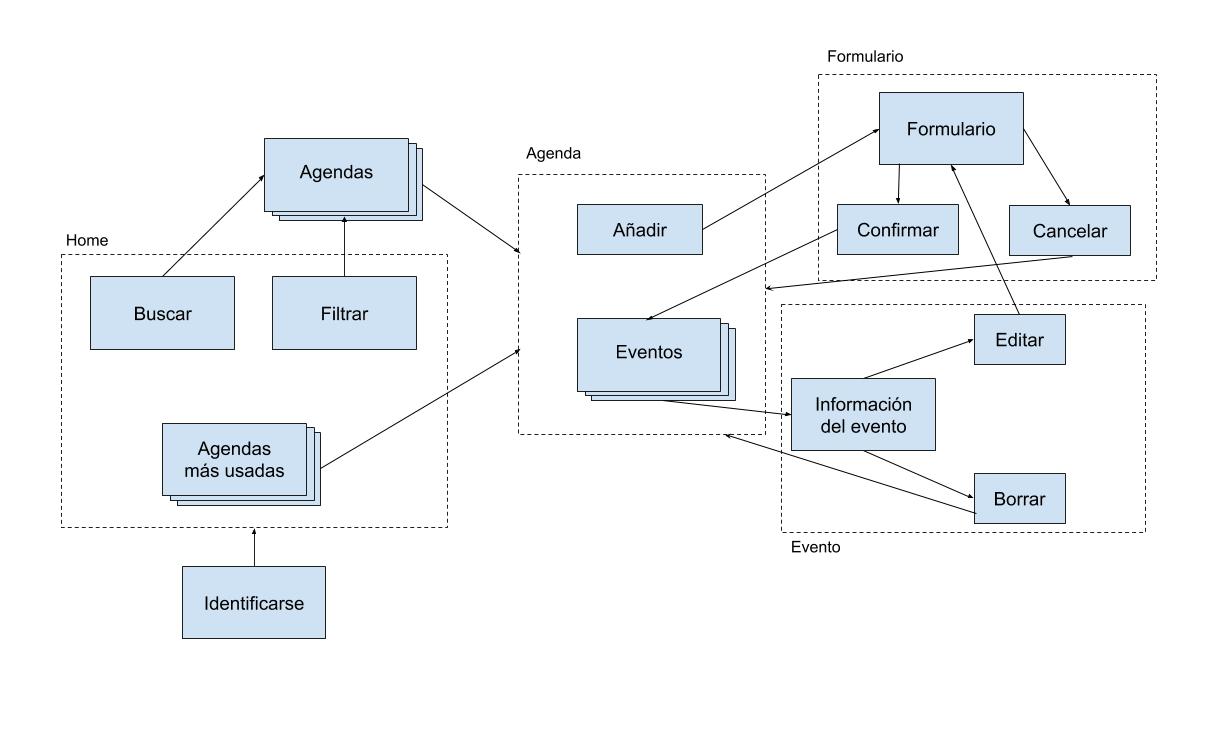 Formulario
Formulario
Agenda
Agendas
Añadir
Confirmar
Cancelar
Home
Buscar
Filtrar
Eventos
Editar
Información
del evento
Agendas
más usadas
Borrar
Evento
Identificarse